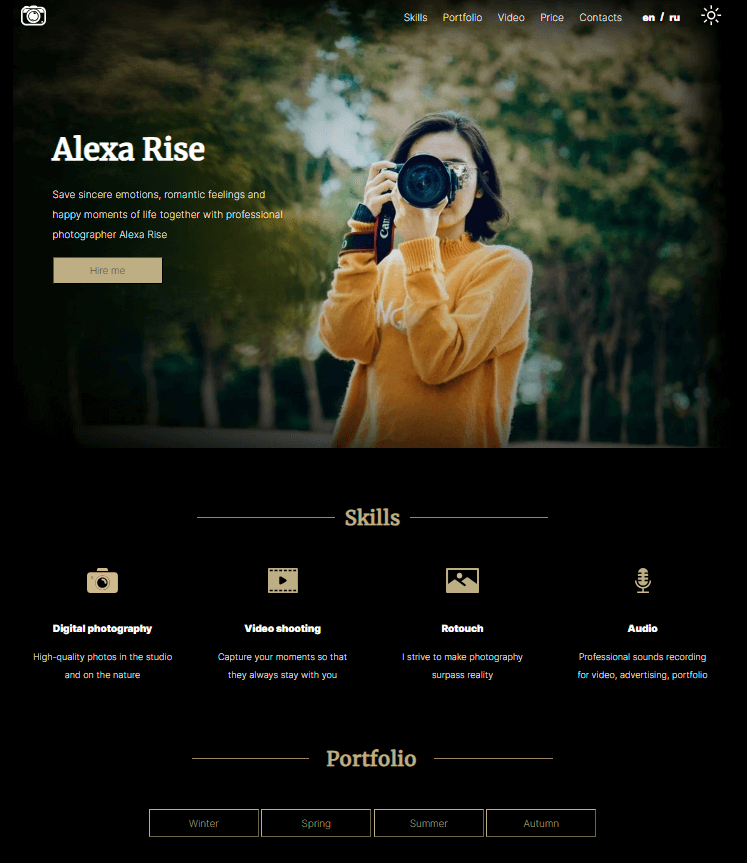 Skills Portfolio Video Price Contacts en / ru
Alexa Rise
Save sincere emotions, romantic feelings and
happy moments of life together with professional
photographer Alexa Rise
Hire me
Can
Skills
Digital photography
High-quality photos in the studio
and on the nature
Video shooting
Capture your moments so that
they always stay with you
Rotouch
I strive to make photography
surpass reality
Audio
Professional sounds recording
for video, advertising, portfolio
Portfolio
Winter Spring Summer Autumn